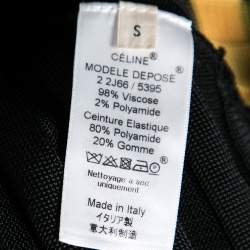 S
CÉLINE®
MODELE DEPOSE
2 2J66 / 5395
98% Viscose
2% Polyamide
Ceinture Elastique
80% Polyamide
20% Gomme
Nettoyage à sec
uniquement
Made in Italy
イタリア製
意大利制造